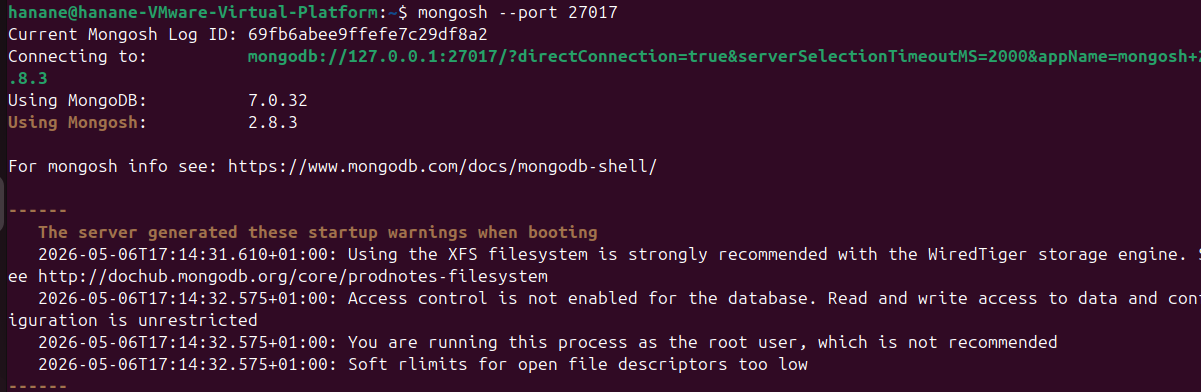 hanane@hanane-VMware-Virtual-Platform:~$ mongosh --port 27017
Current Mongosh Log ID: 69fb6abee9ffefe7c29df8a2
Connecting to:          mongodb://127.0.0.1:27017/?directConnection=true&serverSelectionTimeoutMS=2000&appName=mongosh+2
.8.3
Using MongoDB:          7.0.32
Using Mongosh:          2.8.3

For mongosh info see: https://www.mongodb.com/docs/mongodb-shell/

------
   The server generated these startup warnings when booting
   2026-05-06T17:14:31.610+01:00: Using the XFS filesystem is strongly recommended with the WiredTiger storage engine. S
ee http://dochub.mongodb.org/core/prodnotes-filesystem
   2026-05-06T17:14:32.575+01:00: Access control is not enabled for the database. Read and write access to data and conf
iguration is unrestricted
   2026-05-06T17:14:32.575+01:00: You are running this process as the root user, which is not recommended
   2026-05-06T17:14:32.575+01:00: Soft rlimits for open file descriptors too low
------